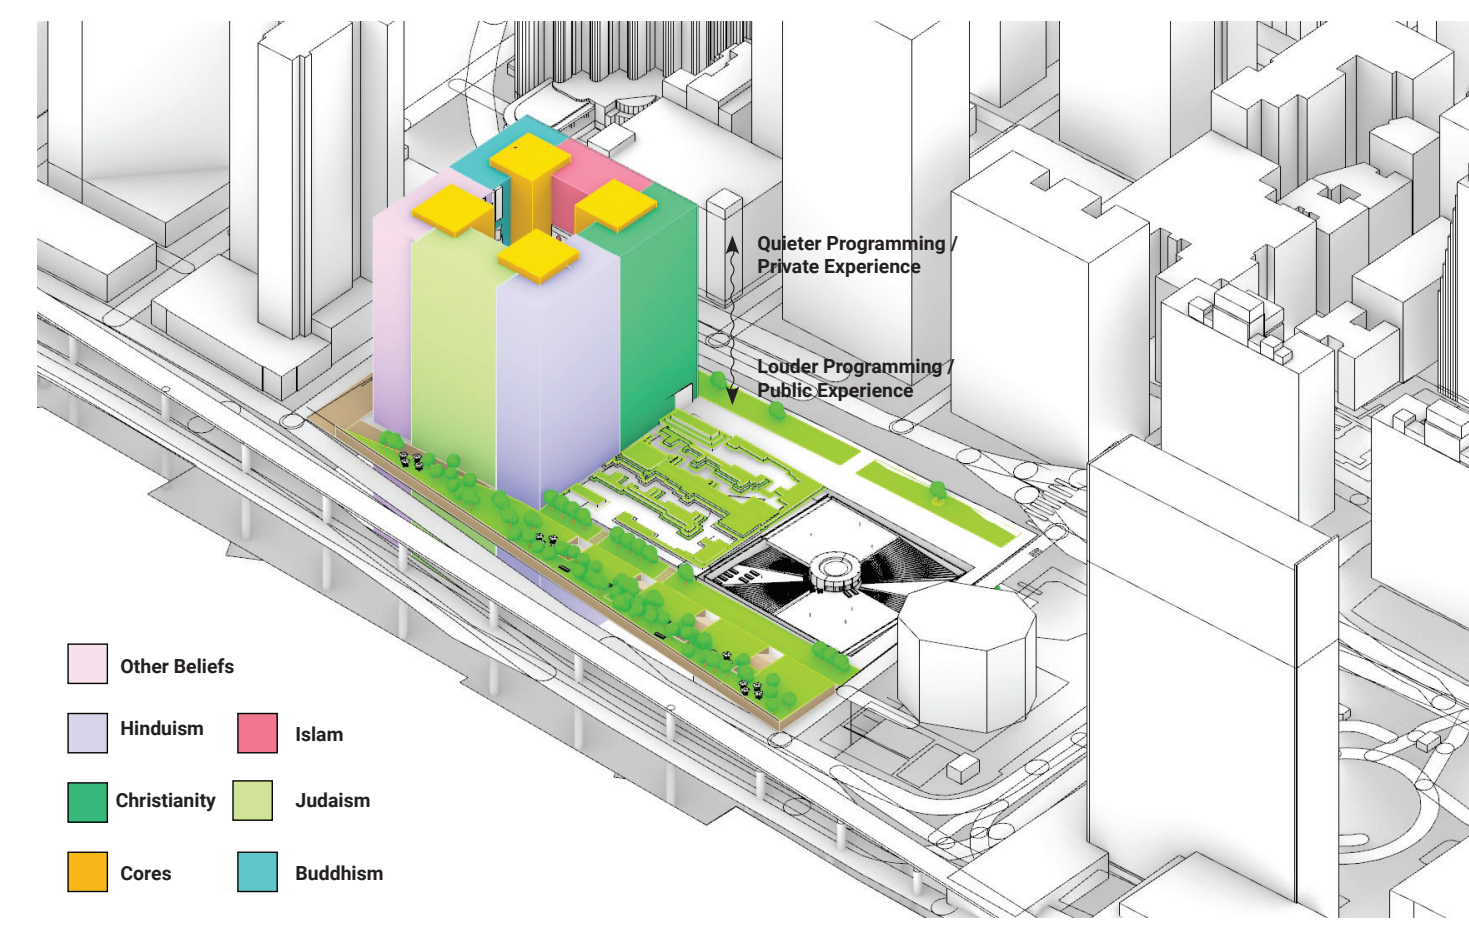 Quieter Programming /
Private Experience
Louder Programming /
Public Experience
Other Beliefs
Hinduism
Islam
Christianity
Judaism
Cores
Buddhism